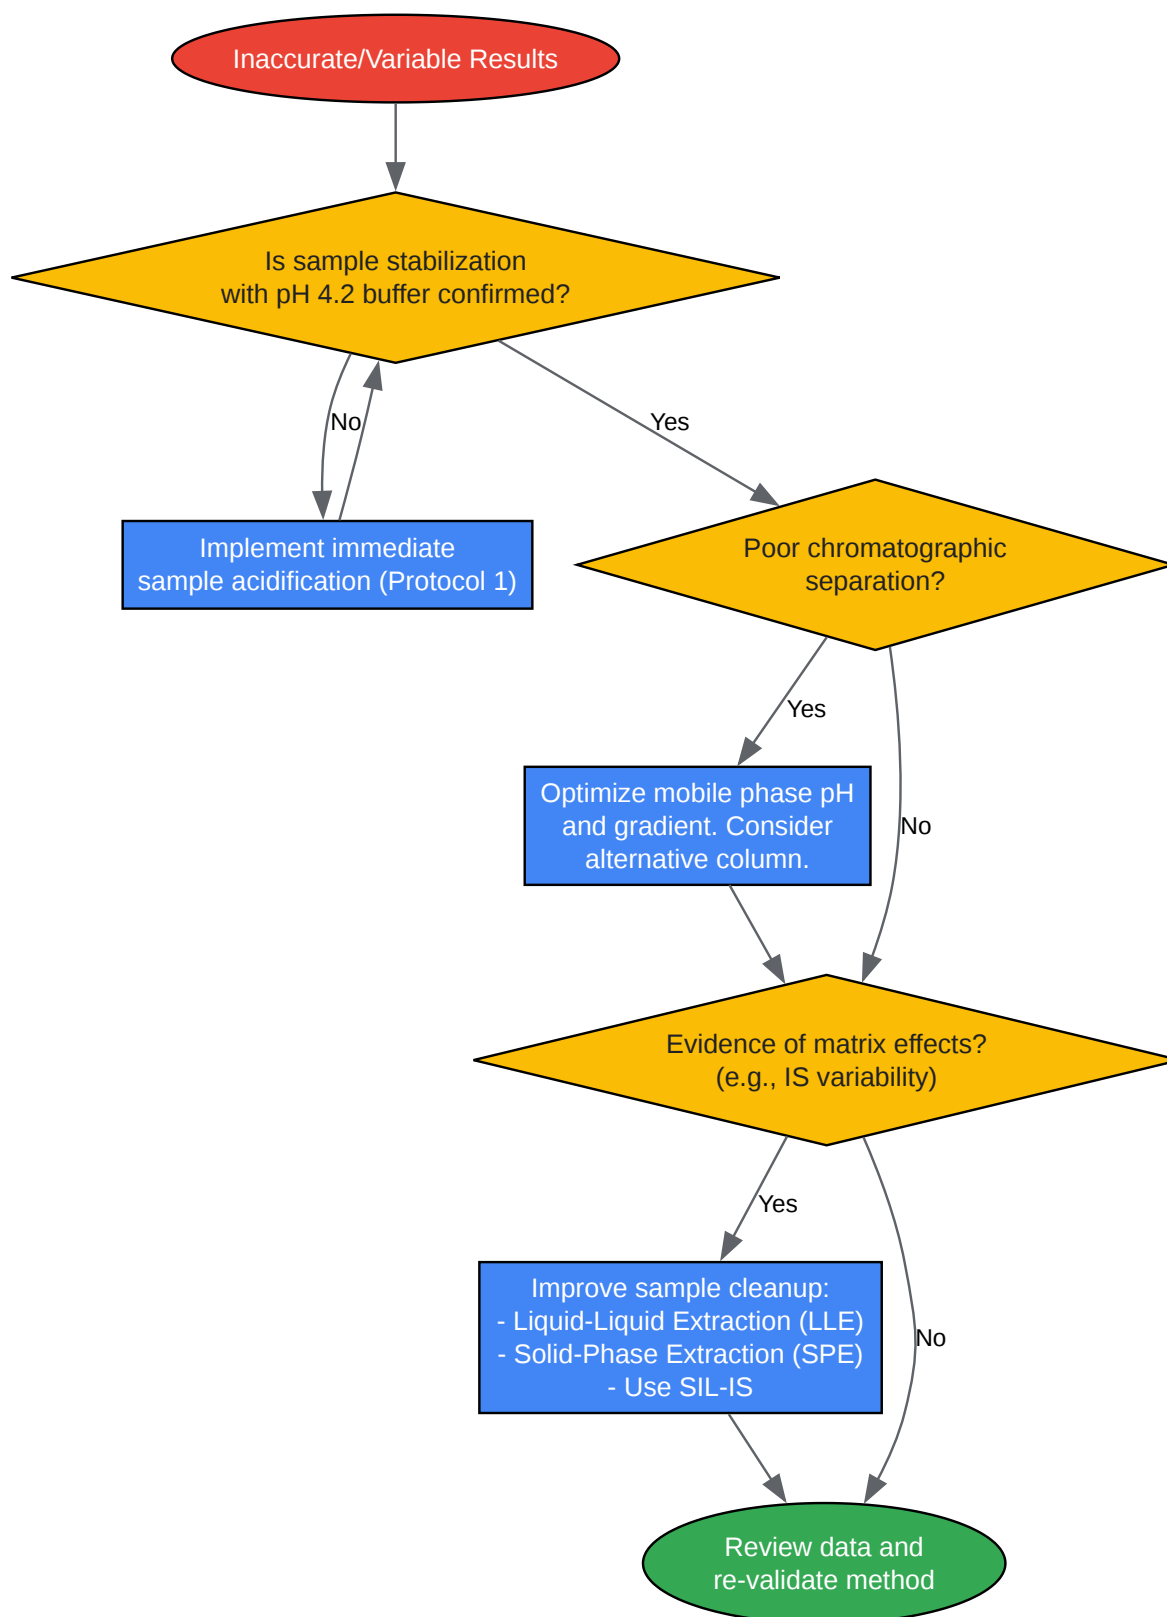 Inaccurate/Variable Results
Is sample stabilization
with pH 4.2 buffer confirmed?
No
Yes
Implement immediate
sample acidification (Protocol 1)
Poor chromatographic
separation?
Yes
No
Optimize mobile phase pH
and gradient. Consider
alternative column.
Evidence of matrix effects?
(e.g., IS variability)
Yes
No
Improve sample cleanup:
- Liquid-Liquid Extraction (LLE)
- Solid-Phase Extraction (SPE)
- Use SIL-IS
Review data and
re-validate method